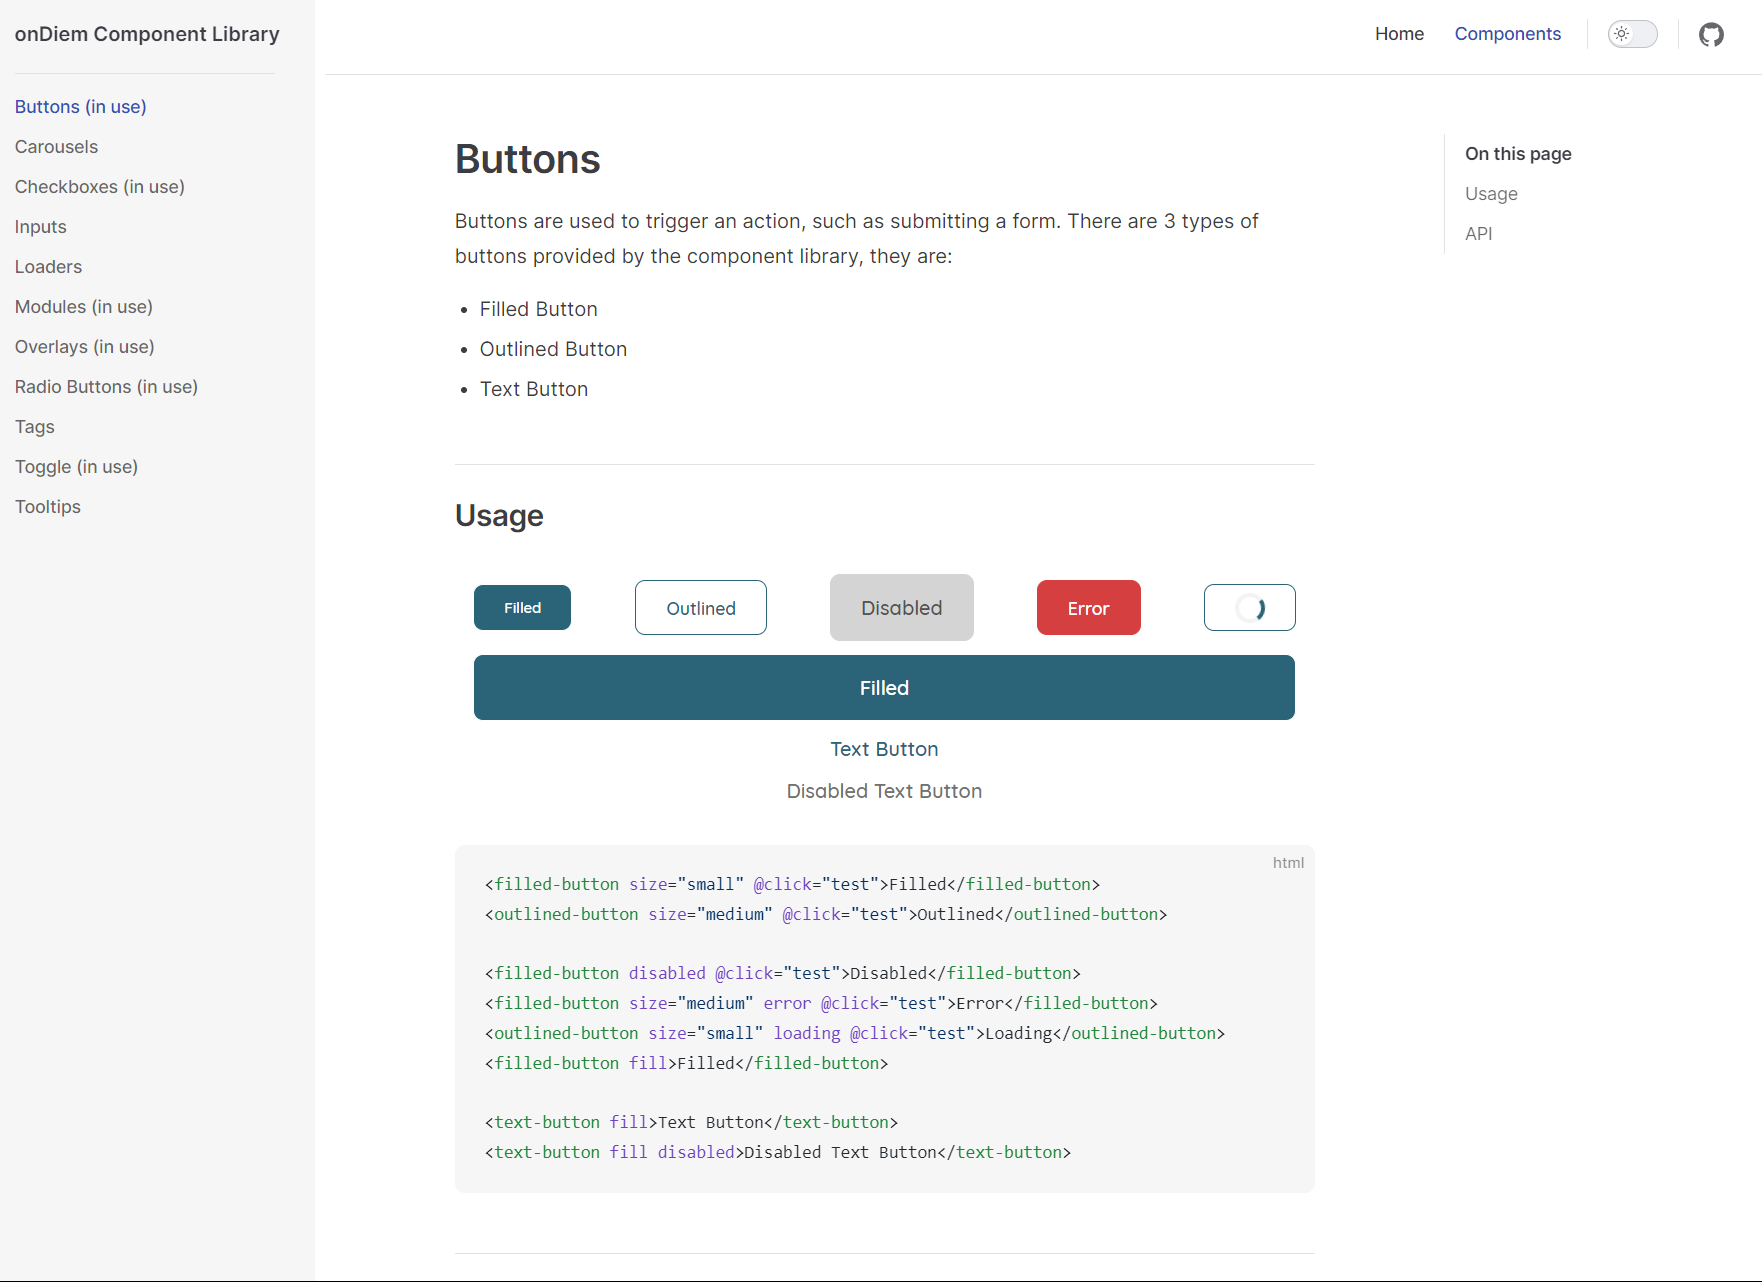 onDiem Component Library
Home
Components
Buttons (in use)
Carousels
Checkboxes (in use)
Inputs
Loaders
Modules (in use)
Overlays (in use)
Radio Buttons (in use)
Tags
Toggle (in use)
Tooltips
Buttons
Buttons are used to trigger an action, such as submitting a form. There are 3 types of
buttons provided by the component library, they are:
• Filled Button
• Outlined Button
• Text Button
Usage
Filled
Outlined
Disabled
Error
Filled
Text Button
Disabled Text Button
html
<filled-button size="small" @click="test">Filled</filled-button>
<outlined-button size="medium" @click="test">Outlined</outlined-button>
<filled-button disabled @click="test">Disabled</filled-button>
<filled-button size="medium" error @click="test">Error</filled-button>
<outlined-button size="small" loading @click="test">Loading</outlined-button>
<filled-button fill>Filled</filled-button>
<text-button fill>Text Button</text-button>
<text-button fill disabled>Disabled Text Button</text-button>
On this page
Usage
API